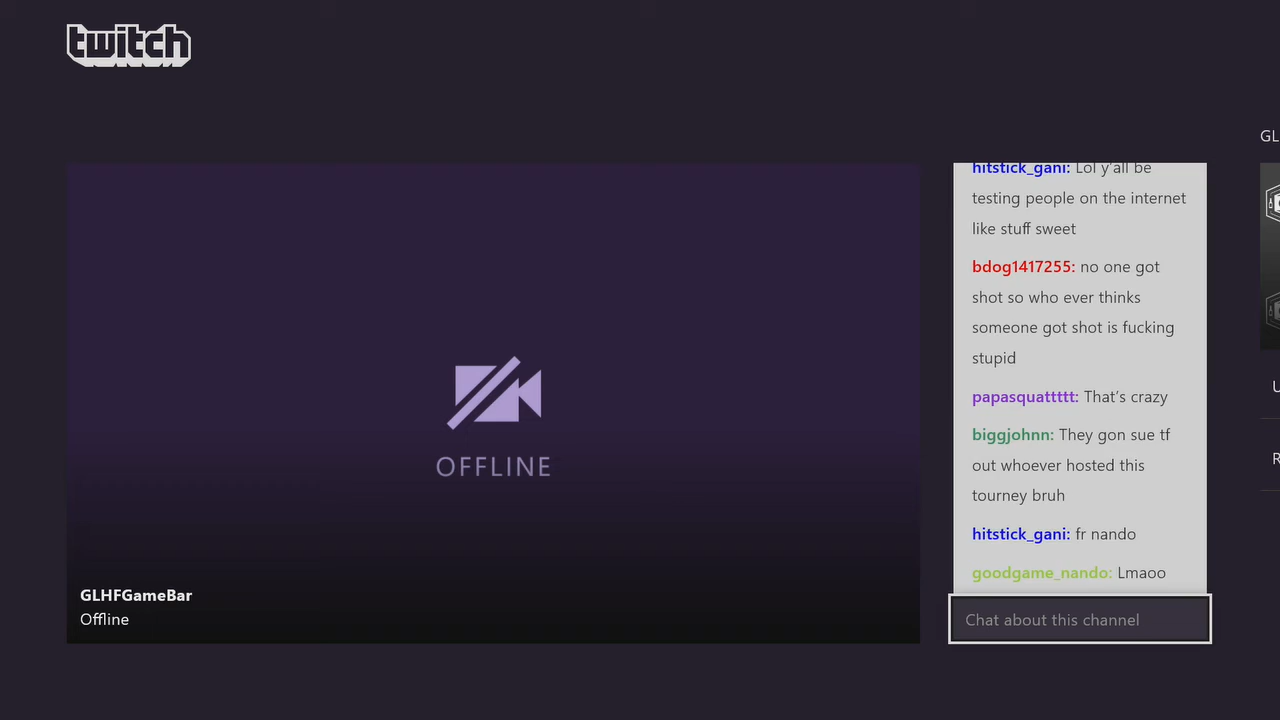 twitch
GL
hitstick_gani: Lol y'all be
testing people on the internet
like stuff sweet
bdog1417255: no one got
shot so who ever thinks
someone got shot is fucking
stupid
papasquattttt: That's crazy
biggjohnn: They gon sue tf
out whoever hosted this
tourney bruh
hitstick_gani: fr nando
goodgame_nando: Lmaoo
Chat about this channel
OFFLINE
GLHFGameBar
Offline
U
R